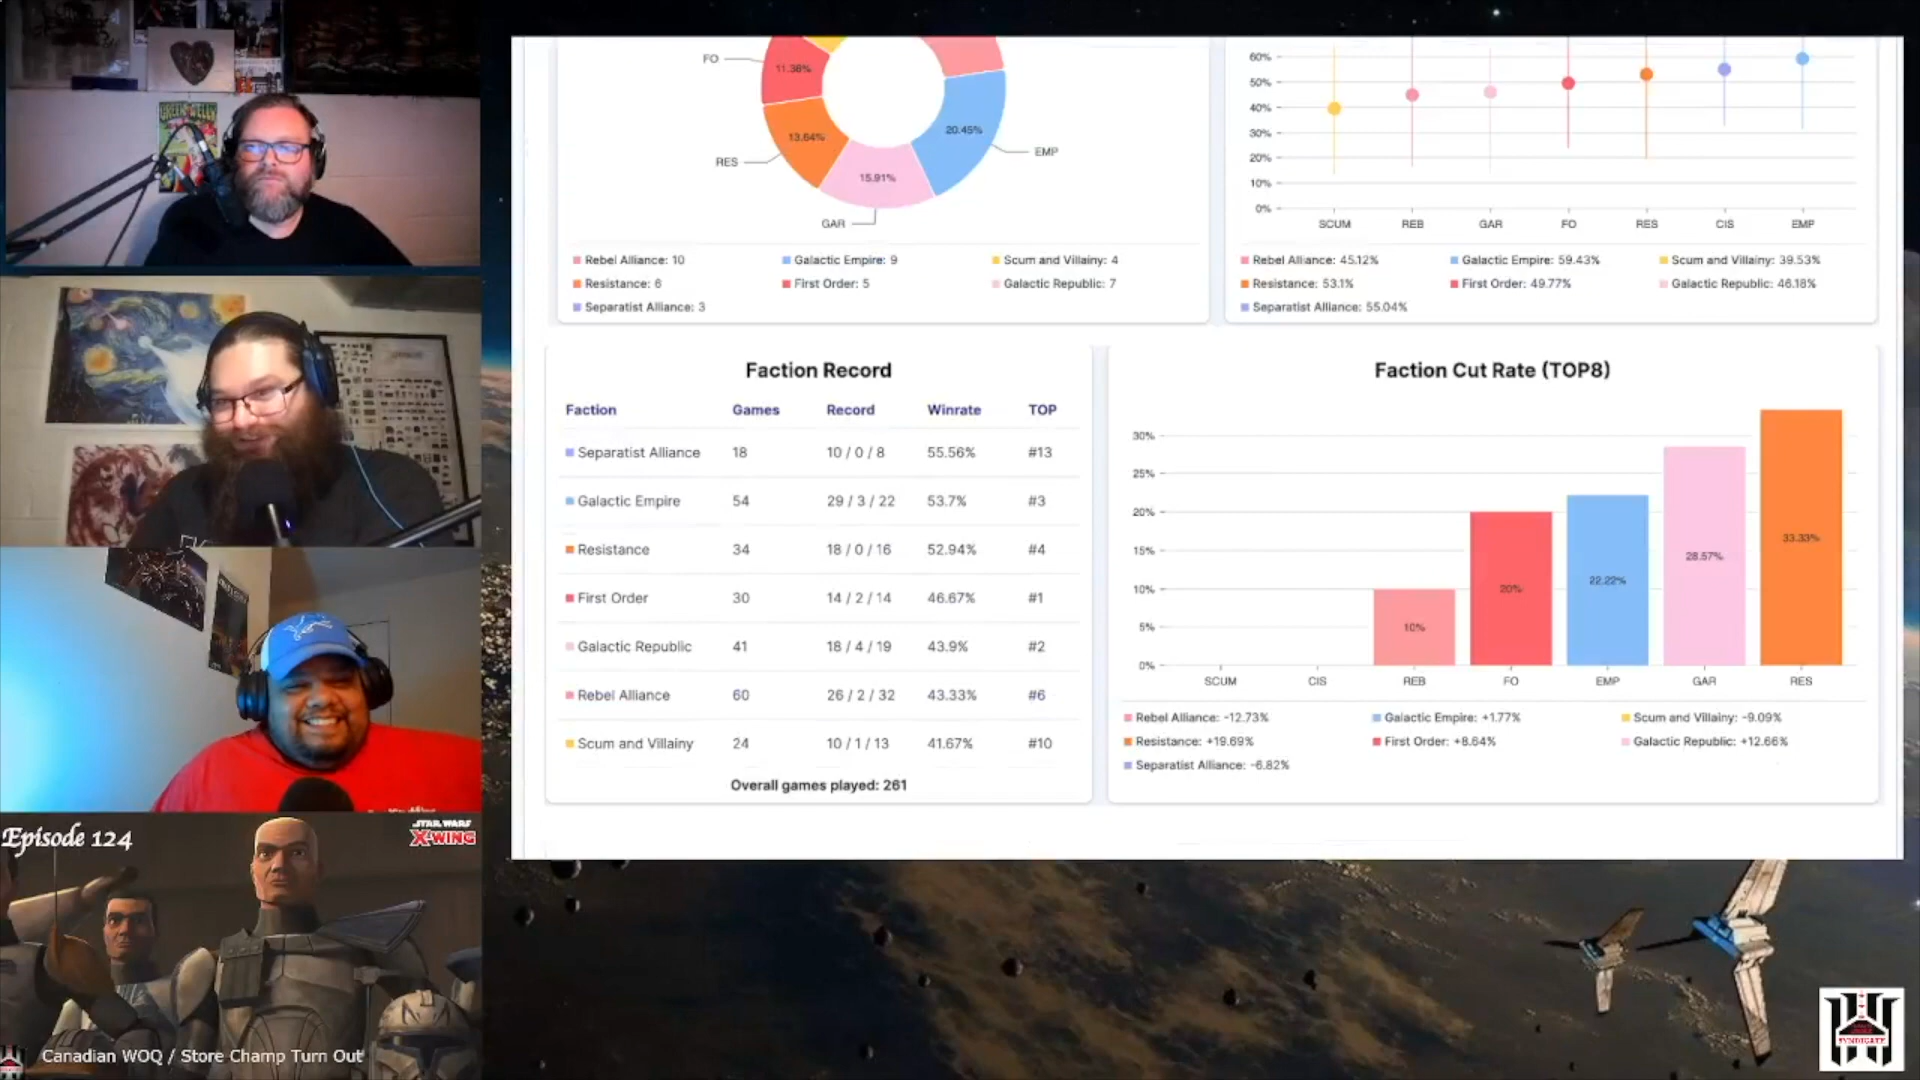 GREEN WELLY
Episode 124
STAR WARS
X-WING
Canadian WOQ / Store Champ Turn Out
FO
11.36%
RES
13.64%
GAR
15.91%
20.45%
EMP
Rebel Alliance: 10
Galactic Empire: 9
Scum and Villainy: 4
Resistance: 6
First Order: 5
Galactic Republic: 7
Separatist Alliance: 3
60%
50%
40%
30%
20%
10%
0%
SCUM REB GAR FO RES CIS EMP
Rebel Alliance: 45.12%
Galactic Empire: 59.43%
Scum and Villainy: 39.53%
Resistance: 53.1%
First Order: 49.77%
Galactic Republic: 46.18%
Separatist Alliance: 55.04%
Faction Record
Faction Games Record Winrate TOP
Separatist Alliance 18 10 / 0 / 8 55.56% #13
Galactic Empire 54 29 / 3 / 22 53.7% #3
Resistance 34 18 / 0 / 16 52.94% #4
First Order 30 14 / 2 / 14 46.67% #1
Galactic Republic 41 18 / 4 / 19 43.9% #2
Rebel Alliance 60 26 / 2 / 32 43.33% #6
Scum and Villainy 24 10 / 1 / 13 41.67% #10
Overall games played: 261
Faction Cut Rate (TOP8)
30%
25%
20%
15%
10%
5%
0%
10%
20%
22.22%
28.57%
33.33%
SCUM CIS REB FO EMP GAR RES
Rebel Alliance: -12.73%
Galactic Empire: +1.77%
Scum and Villainy: -9.09%
Resistance: +19.69%
First Order: +8.64%
Galactic Republic: +12.66%
Separatist Alliance: -6.82%
SYNDICATE